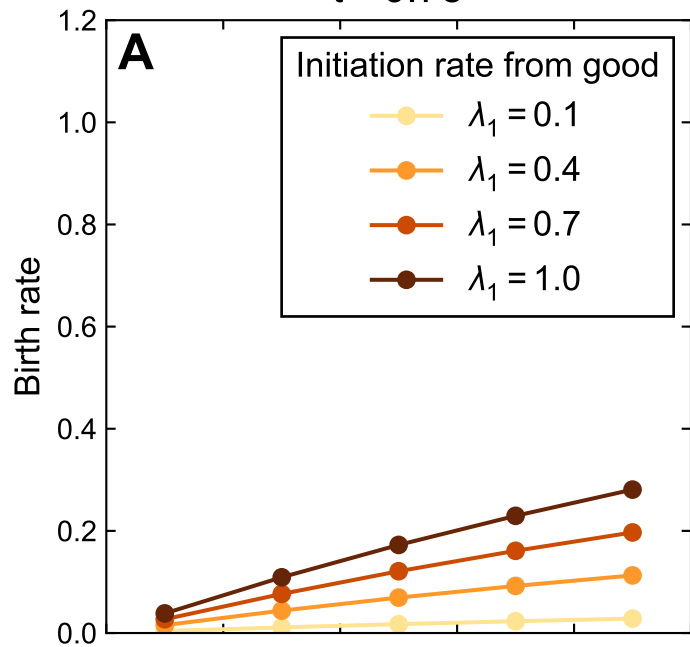 A
Initiation rate from good
λ₁ = 0.1
λ₁ = 0.4
λ₁ = 0.7
λ₁ = 1.0
Birth rate
1.2
1.0
0.8
0.6
0.4
0.2
0.0